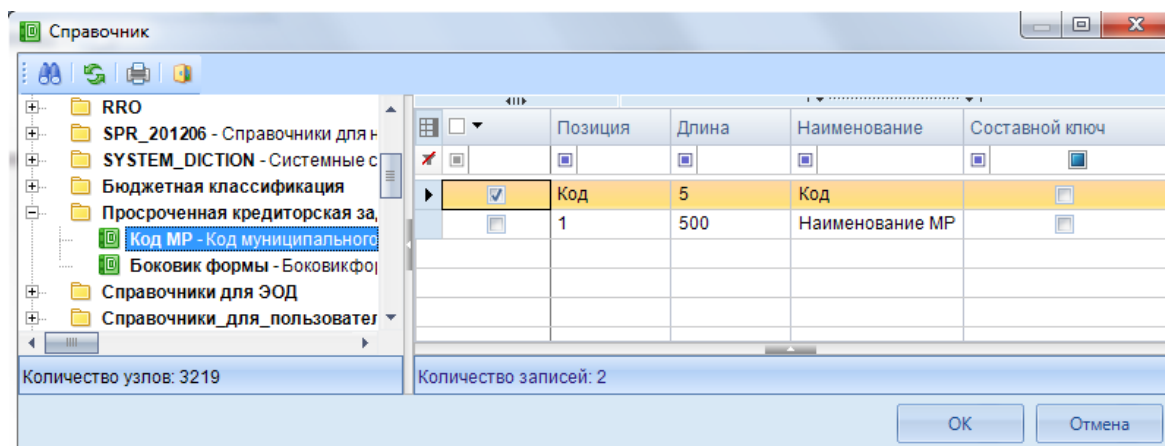 Справочник
RRO
SPR_201206 - Справочники для н
SYSTEM_DICTION - Системные с
Бюджетная классификация
Просроченная кредиторская за
Код МР - Код муниципального
Боковик формы - Боковикфо
Справочники для ЭОД
Справочники_для_пользовател
Количество узлов: 3219
Позиция Длина Наименование Составной ключ
Код 5 Код
1 500 Наименование МР
Количество записей: 2
ОК Отмена